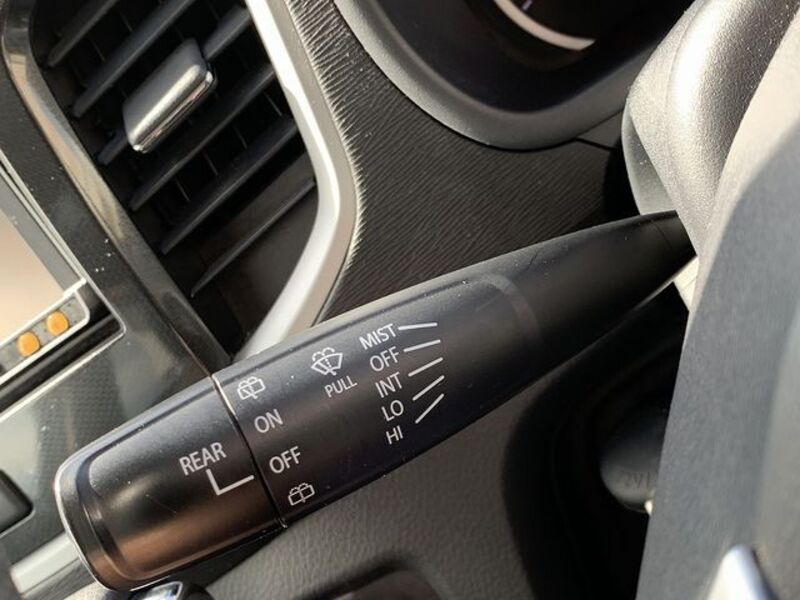 MIST
OFF
INT
LO
HI
PULL
ON
OFF
REAR